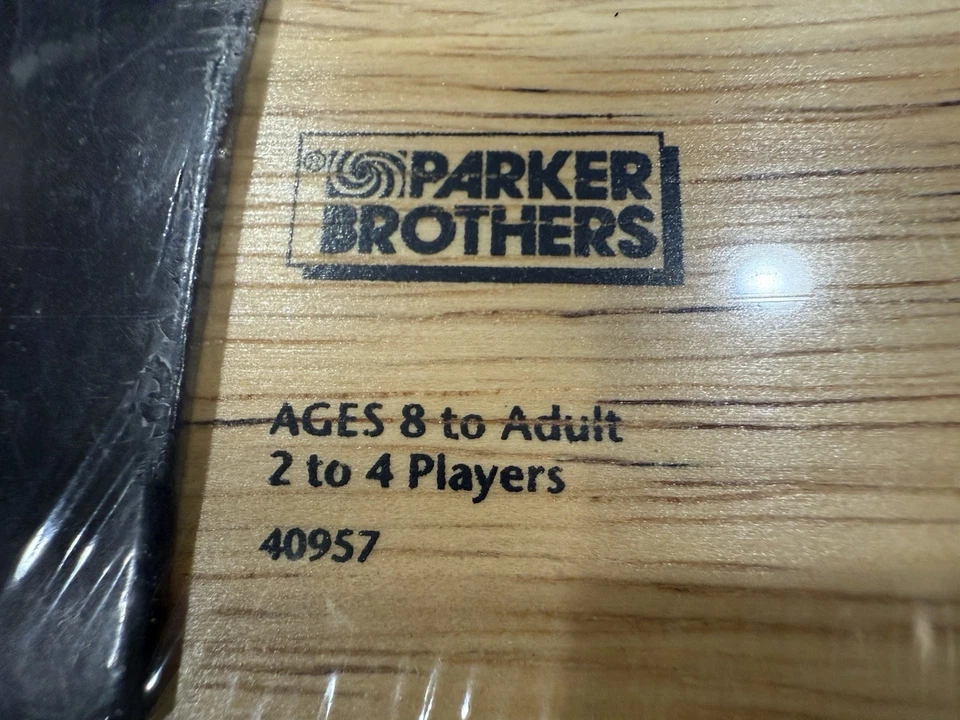 ® PARKER
BROTHERS
AGES 8 to Adult
2 to 4 Players
40957